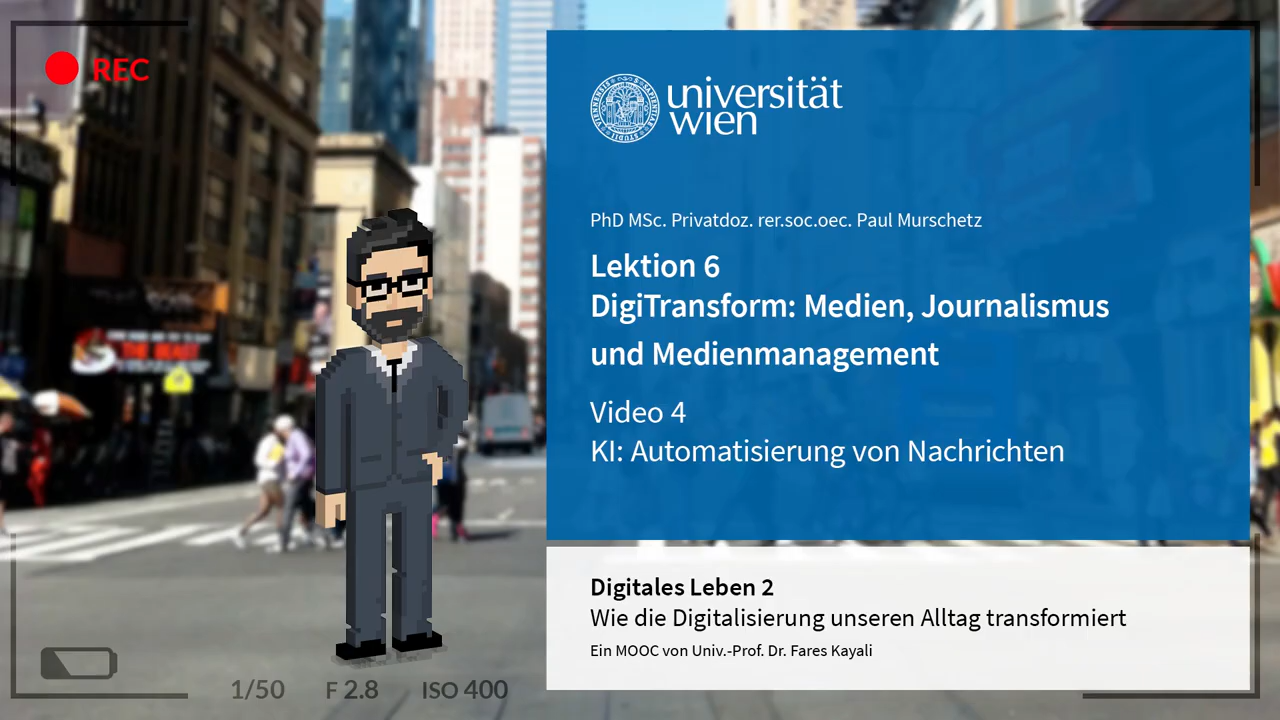 REC
universität
wien
PhD MSc. Privatdoz. rer.soc.oec. Paul Murschetz
Lektion 6
DigiTransform: Medien, Journalismus
und Medienmanagement
Video 4
KI: Automatisierung von Nachrichten
Digitales Leben 2
Wie die Digitalisierung unseren Alltag transformiert
Ein MOOC von Univ.-Prof. Dr. Fares Kayali
1/50 F 2.8 ISO 400